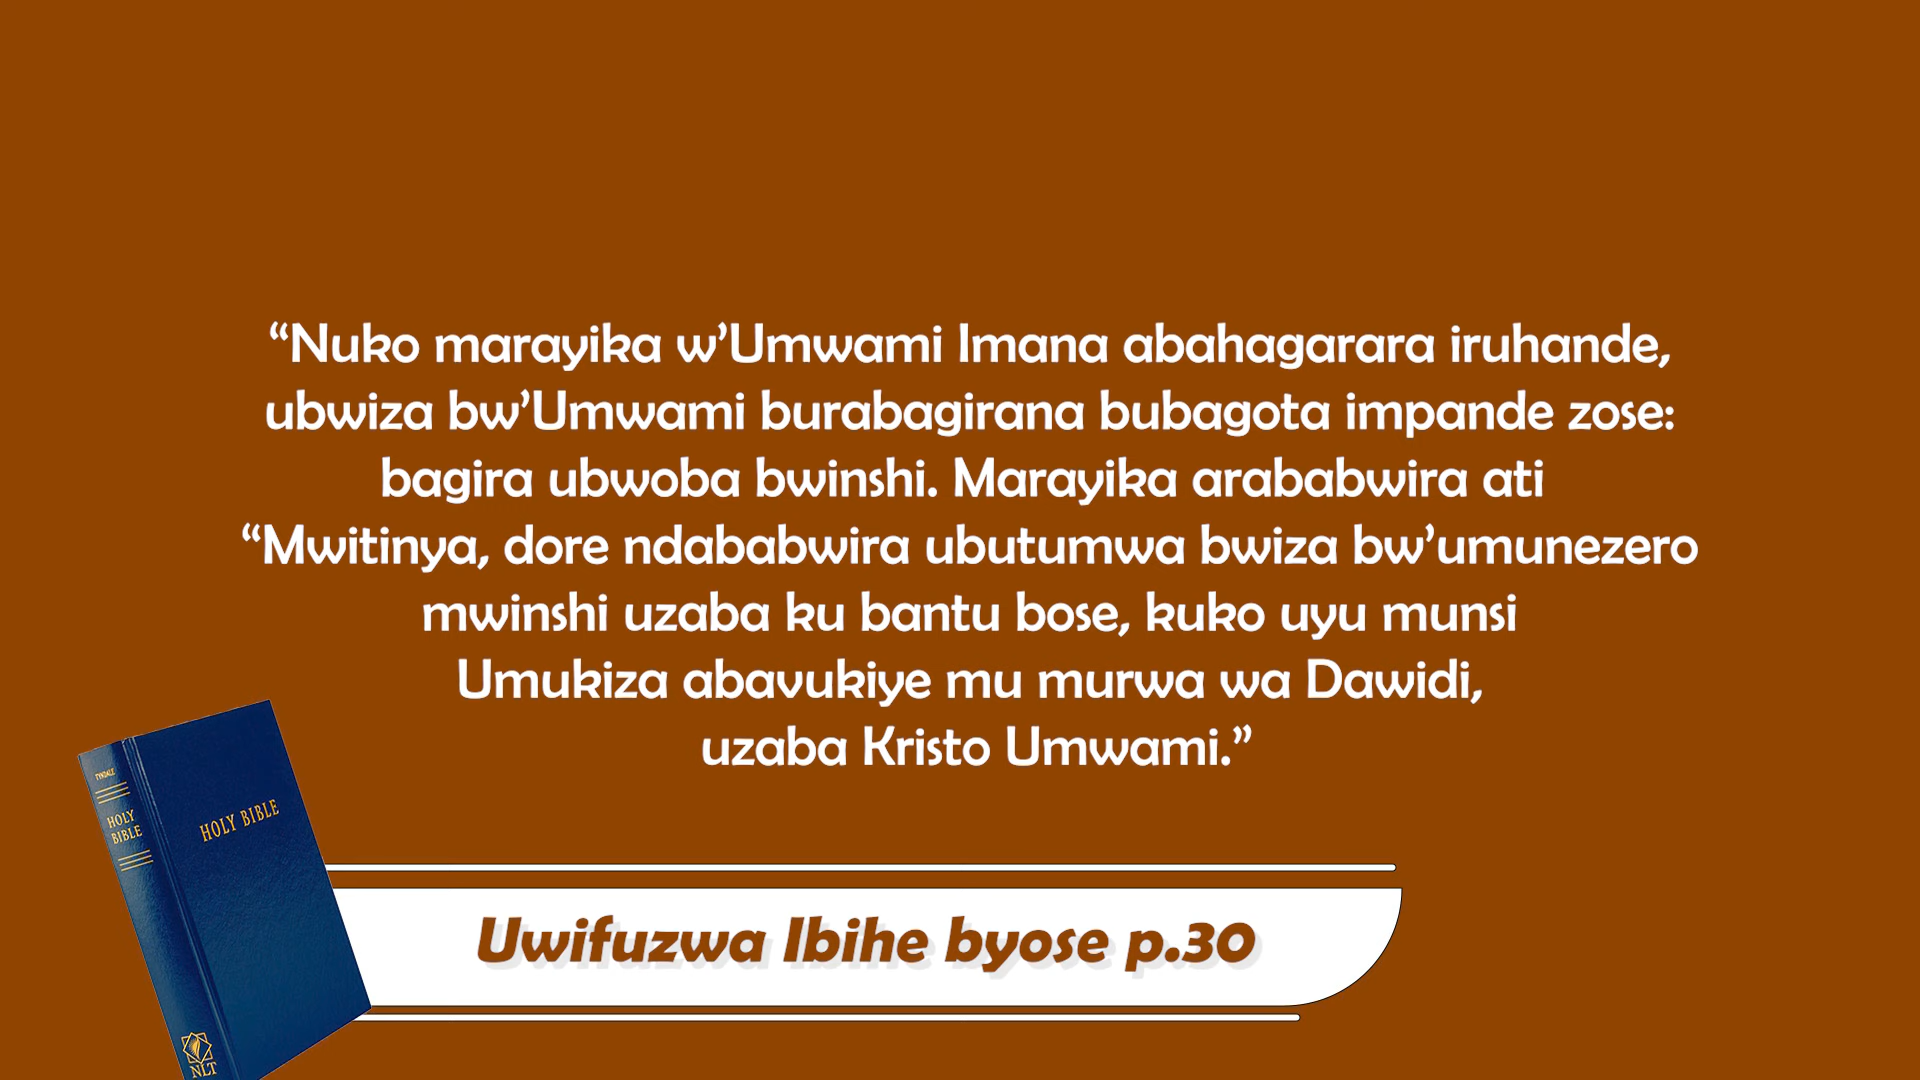 “Nuko marayika w’Umwami Imana abahagarara iruhande,
ubwiza bw’Umwami burabagirana bubagota impande zose:
bagira ubwoba bwinshi. Marayika arababwira ati
“Mwitinya, dore ndababwira ubutumwa bwiza bw’umunezero
mwinshi uzaba ku bantu bose, kuko uyu munsi
Umukiza abavukiye mu murwa wa Dawidi,
uzaba Kristo Umwami.”
TYNDALE
HOLY
BIBLE
HOLY BIBLE
NLT
Uwifuzwa Ibihe byose p.30